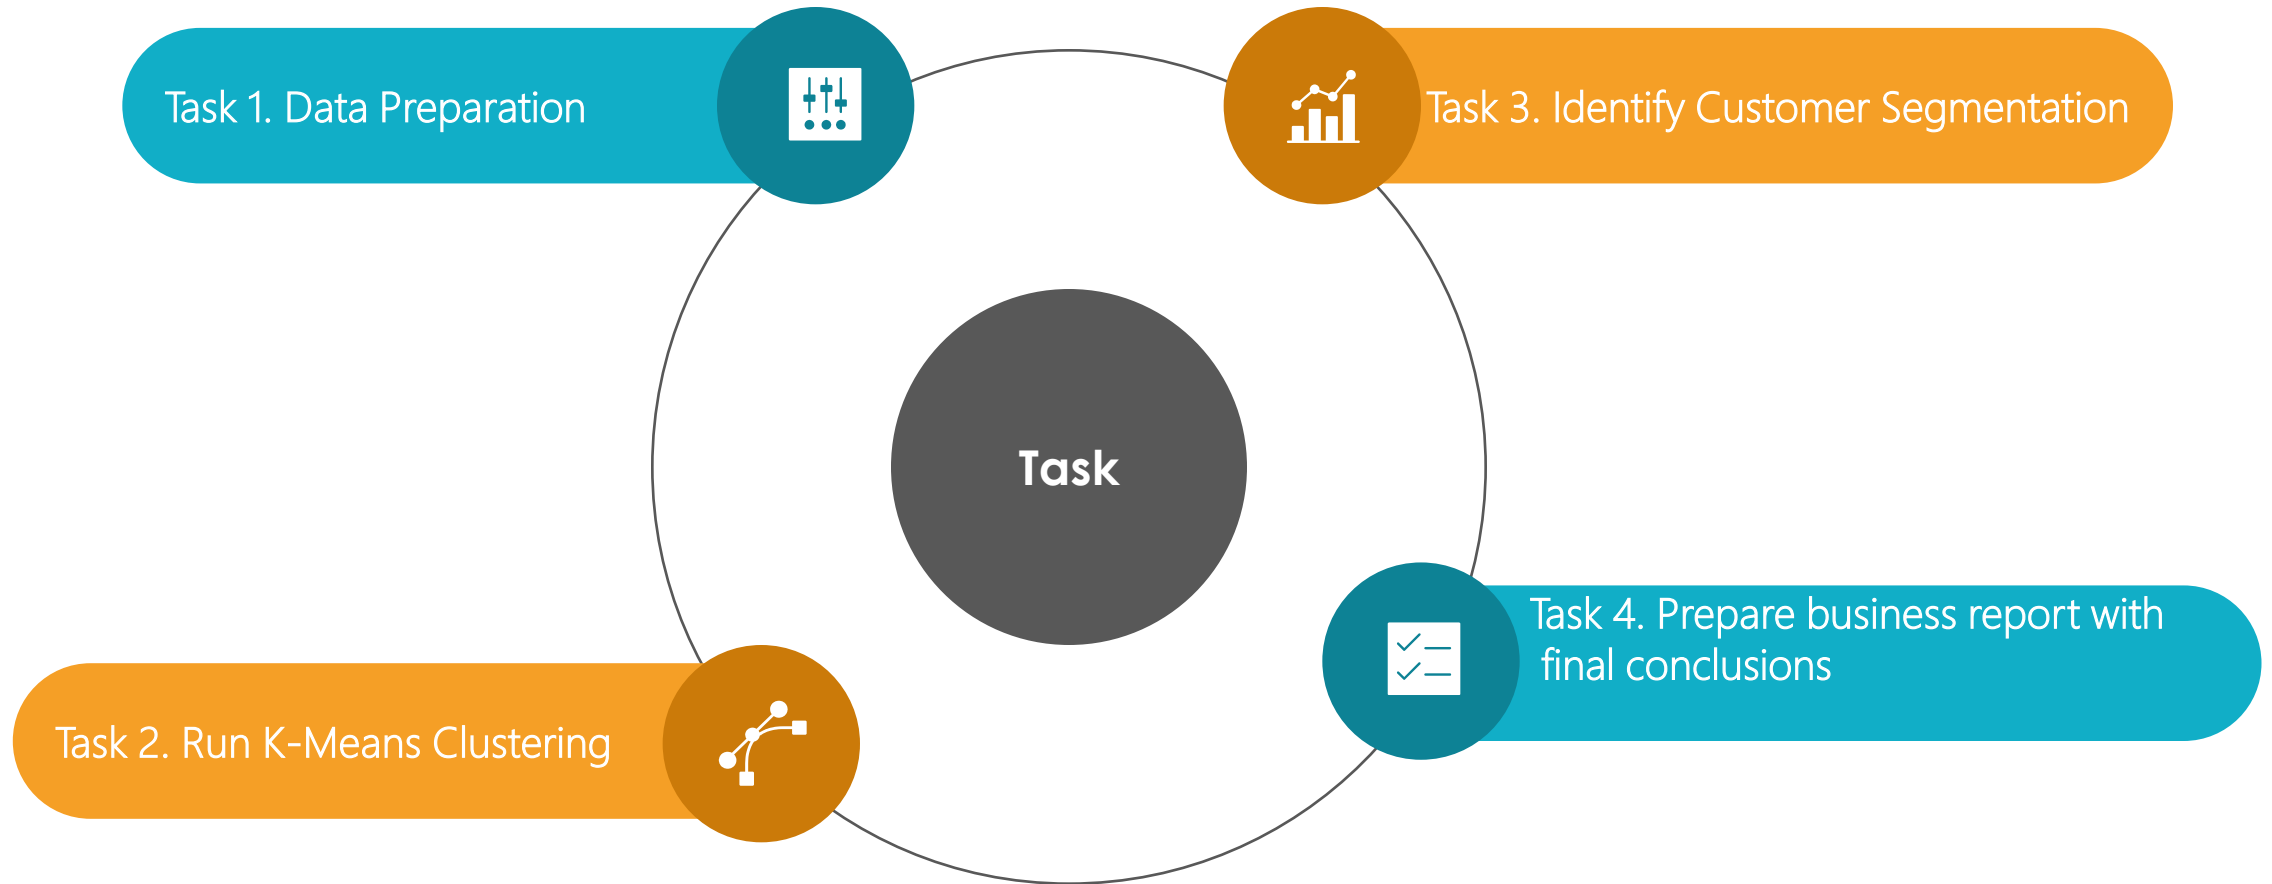 Task 1. Data Preparation
Task 3. Identify Customer Segmentation
Task
Task 2. Run K-Means Clustering
Task 4. Prepare business report with
final conclusions